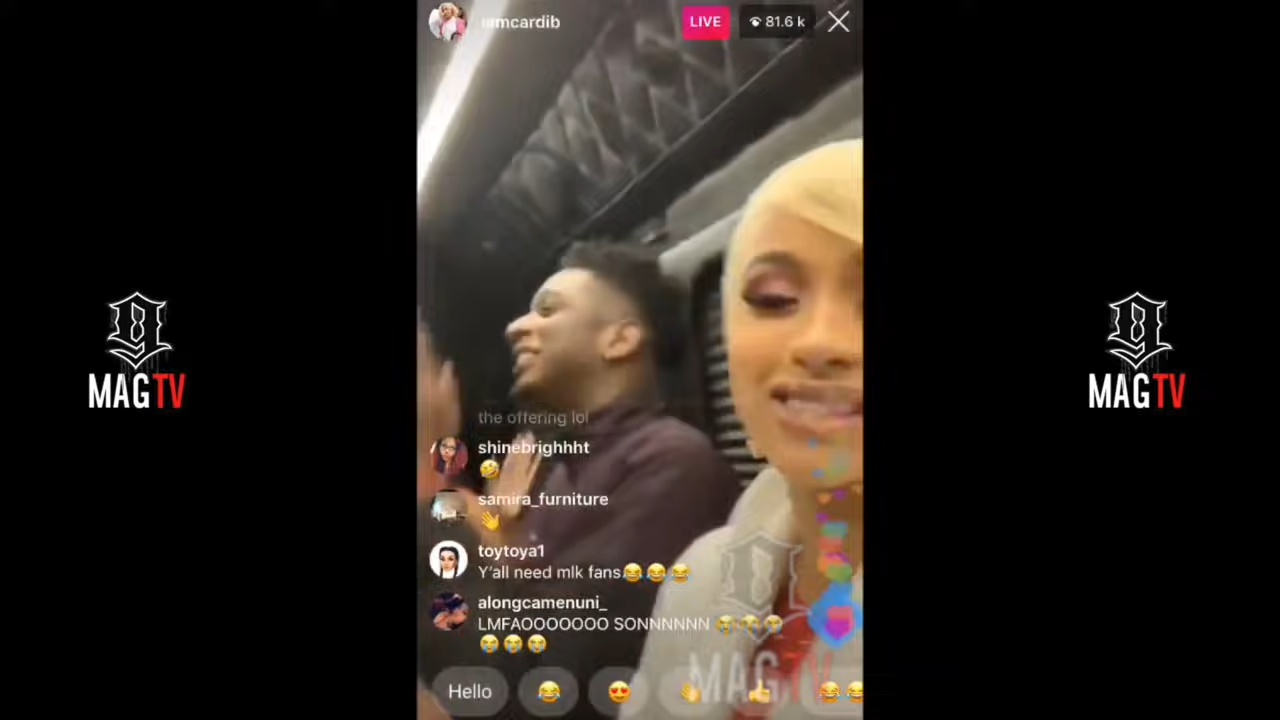 iamcardib
LIVE
81.6 k
MAGTV
MAGTV
the offering lol
shinebrighhht
🤣
samira_furniture
👋
toytoya1
Y'all need mlk fans😂😂😂
alongcamenuni_
LMFAOOOOOOO SONNNNNN 😭😭😭
😭😭😭
MAGTV
Hello 😂 😍 👏 👍 😂😂